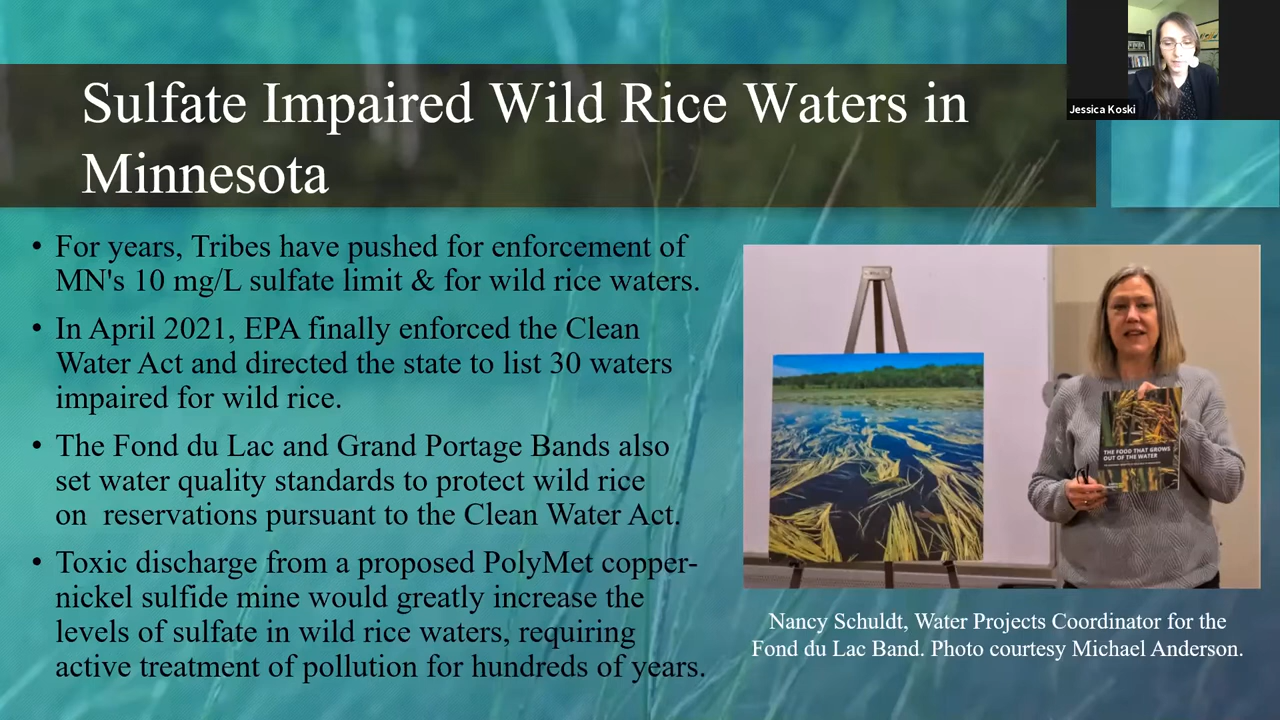 Jessica Koski
Sulfate Impaired Wild Rice Waters in
Minnesota
• For years, Tribes have pushed for enforcement of
MN's 10 mg/L sulfate limit & for wild rice waters.
• In April 2021, EPA finally enforced the Clean
Water Act and directed the state to list 30 waters
impaired for wild rice.
• The Fond du Lac and Grand Portage Bands also
set water quality standards to protect wild rice
on  reservations pursuant to the Clean Water Act.
• Toxic discharge from a proposed PolyMet copper-
nickel sulfide mine would greatly increase the
levels of sulfate in wild rice waters, requiring
active treatment of pollution for hundreds of years.
THE FOOD THAT GROWS
OUT OF THE WATER
Nancy Schuldt, Water Projects Coordinator for the
Fond du Lac Band. Photo courtesy Michael Anderson.